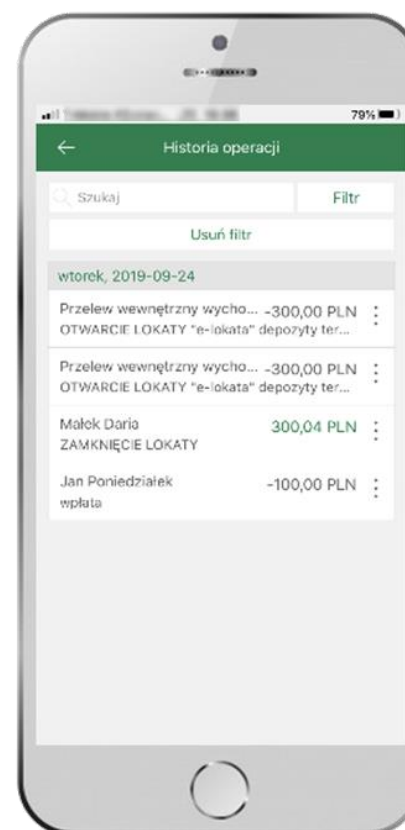 79%
Historia operacji
Szukaj
Filtr
Usuń filtr
wtorek, 2019-09-24
Przelew wewnętrzny wycho... -300,00 PLN
OTWARCIE LOKATY "e-lokata" depozyty ter...
Przelew wewnętrzny wycho... -300,00 PLN
OTWARCIE LOKATY "e-lokata" depozyty ter...
Małek Daria 300,04 PLN
ZAMKNIĘCIE LOKATY
Jan Poniedziałek -100,00 PLN
wpłata